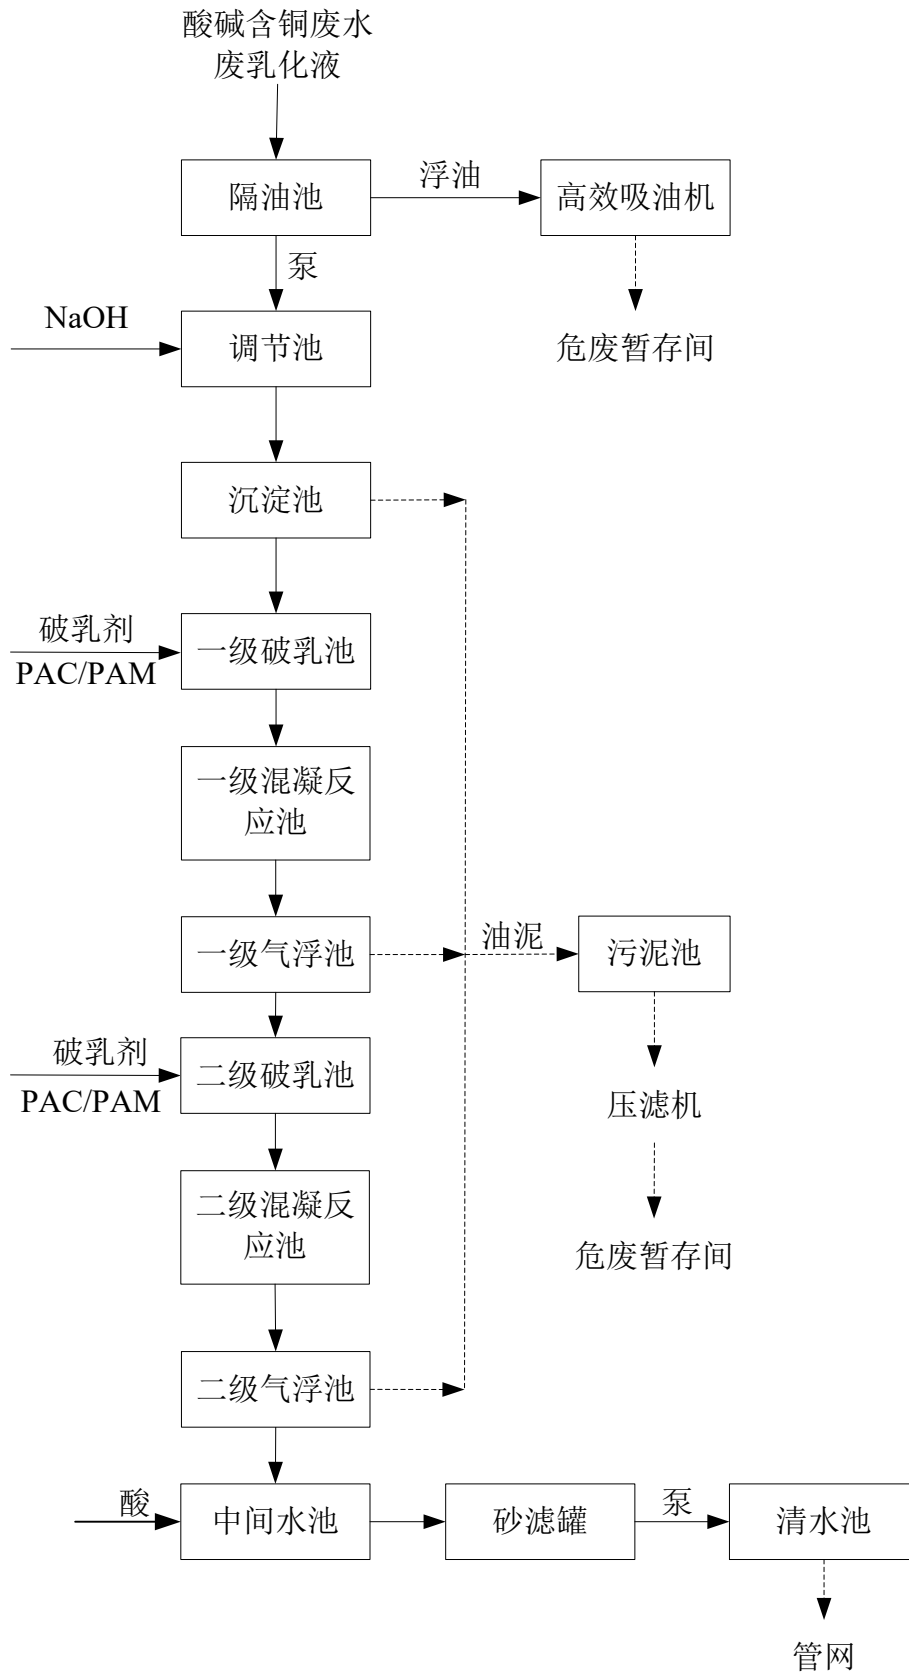 酸碱含铜废水
废乳化液
隔油池
浮油
高效吸油机
泵
NaOH
调节池
危废暂存间
沉淀池
破乳剂
PAC/PAM
一级破乳池
一级混凝反
应池
一级气浮池
油泥
污泥池
破乳剂
PAC/PAM
二级破乳池
压滤机
二级混凝反
应池
危废暂存间
二级气浮池
酸
中间水池
砂滤罐
泵
清水池
管网